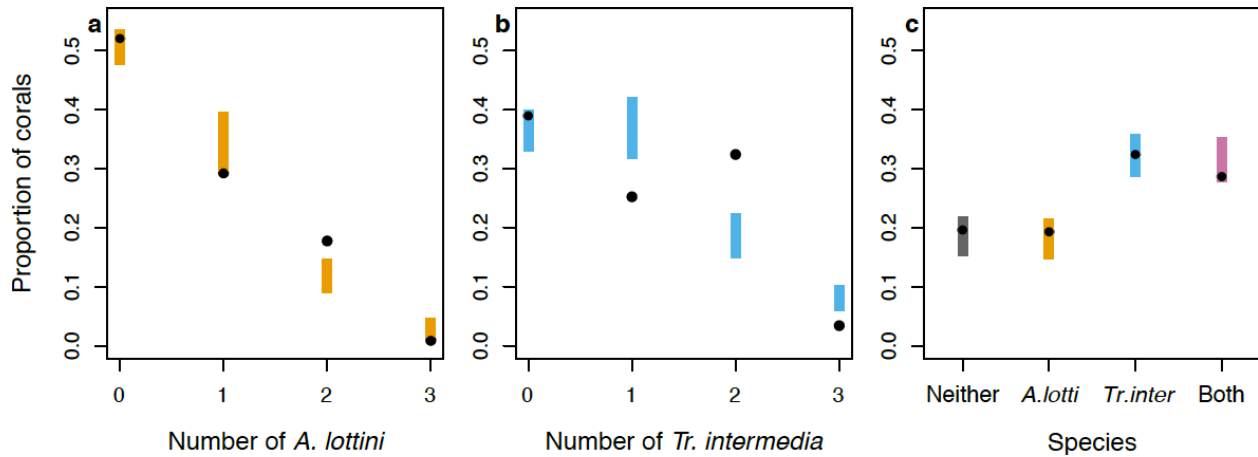 a
b
c
Proportion of corals
0.5
0.4
0.3
0.2
0.1
0.0
0.5
0.4
0.3
0.2
0.1
0.0
0.5
0.4
0.3
0.2
0.1
0.0
0 1 2 3
0 1 2 3
Neither A.lotti Tr.inter Both
Number of A. lottini
Number of Tr. intermedia
Species